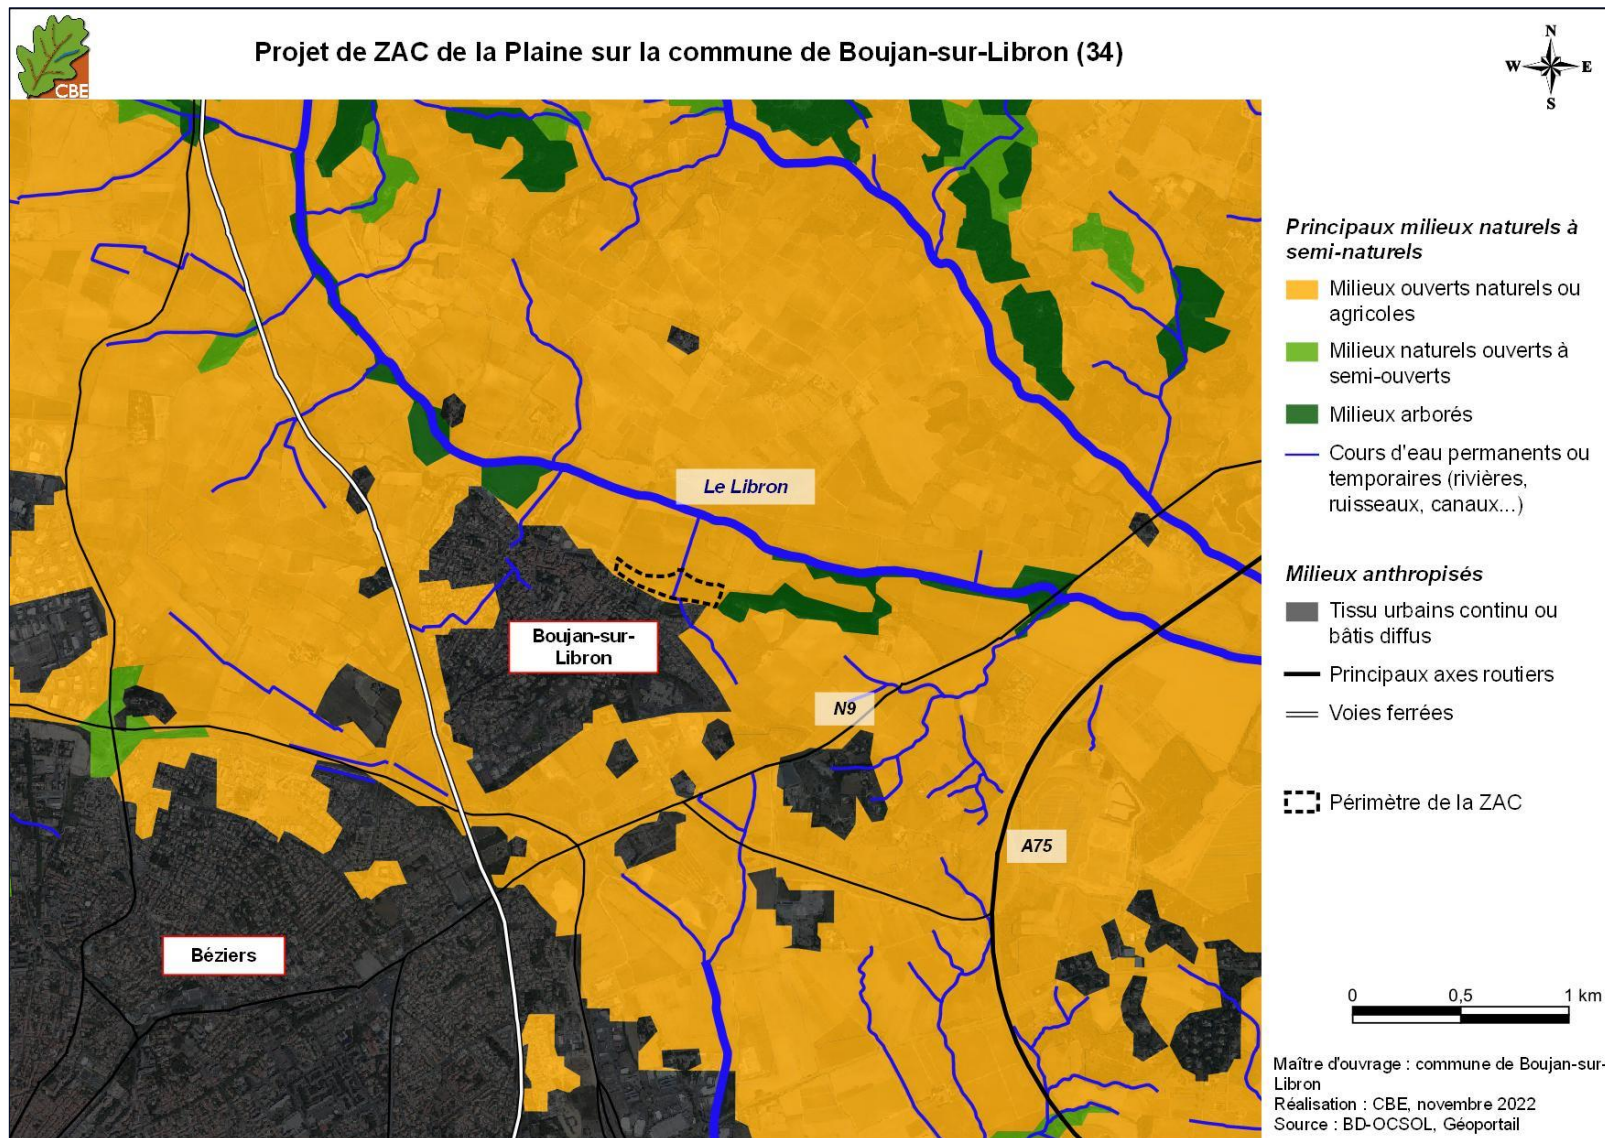 CBE
Projet de ZAC de la Plaine sur la commune de Boujan-sur-Libron (34)
N
W
E
S
Le Libron
Boujan-sur-
Libron
N9
A75
Béziers
Principaux milieux naturels à
semi-naturels
Milieux ouverts naturels ou
agricoles
Milieux naturels ouverts à
semi-ouverts
Milieux arborés
Cours d'eau permanents ou
temporaires (rivières,
ruisseaux, canaux...)
Milieux anthropisés
Tissu urbains continu ou
bâtis diffus
Principaux axes routiers
Voies ferrées
Périmètre de la ZAC
0 0,5 1 km
Maître d'ouvrage : commune de Boujan-sur-
Libron
Réalisation : CBE, novembre 2022
Source : BD-OCSOL, Géoportail